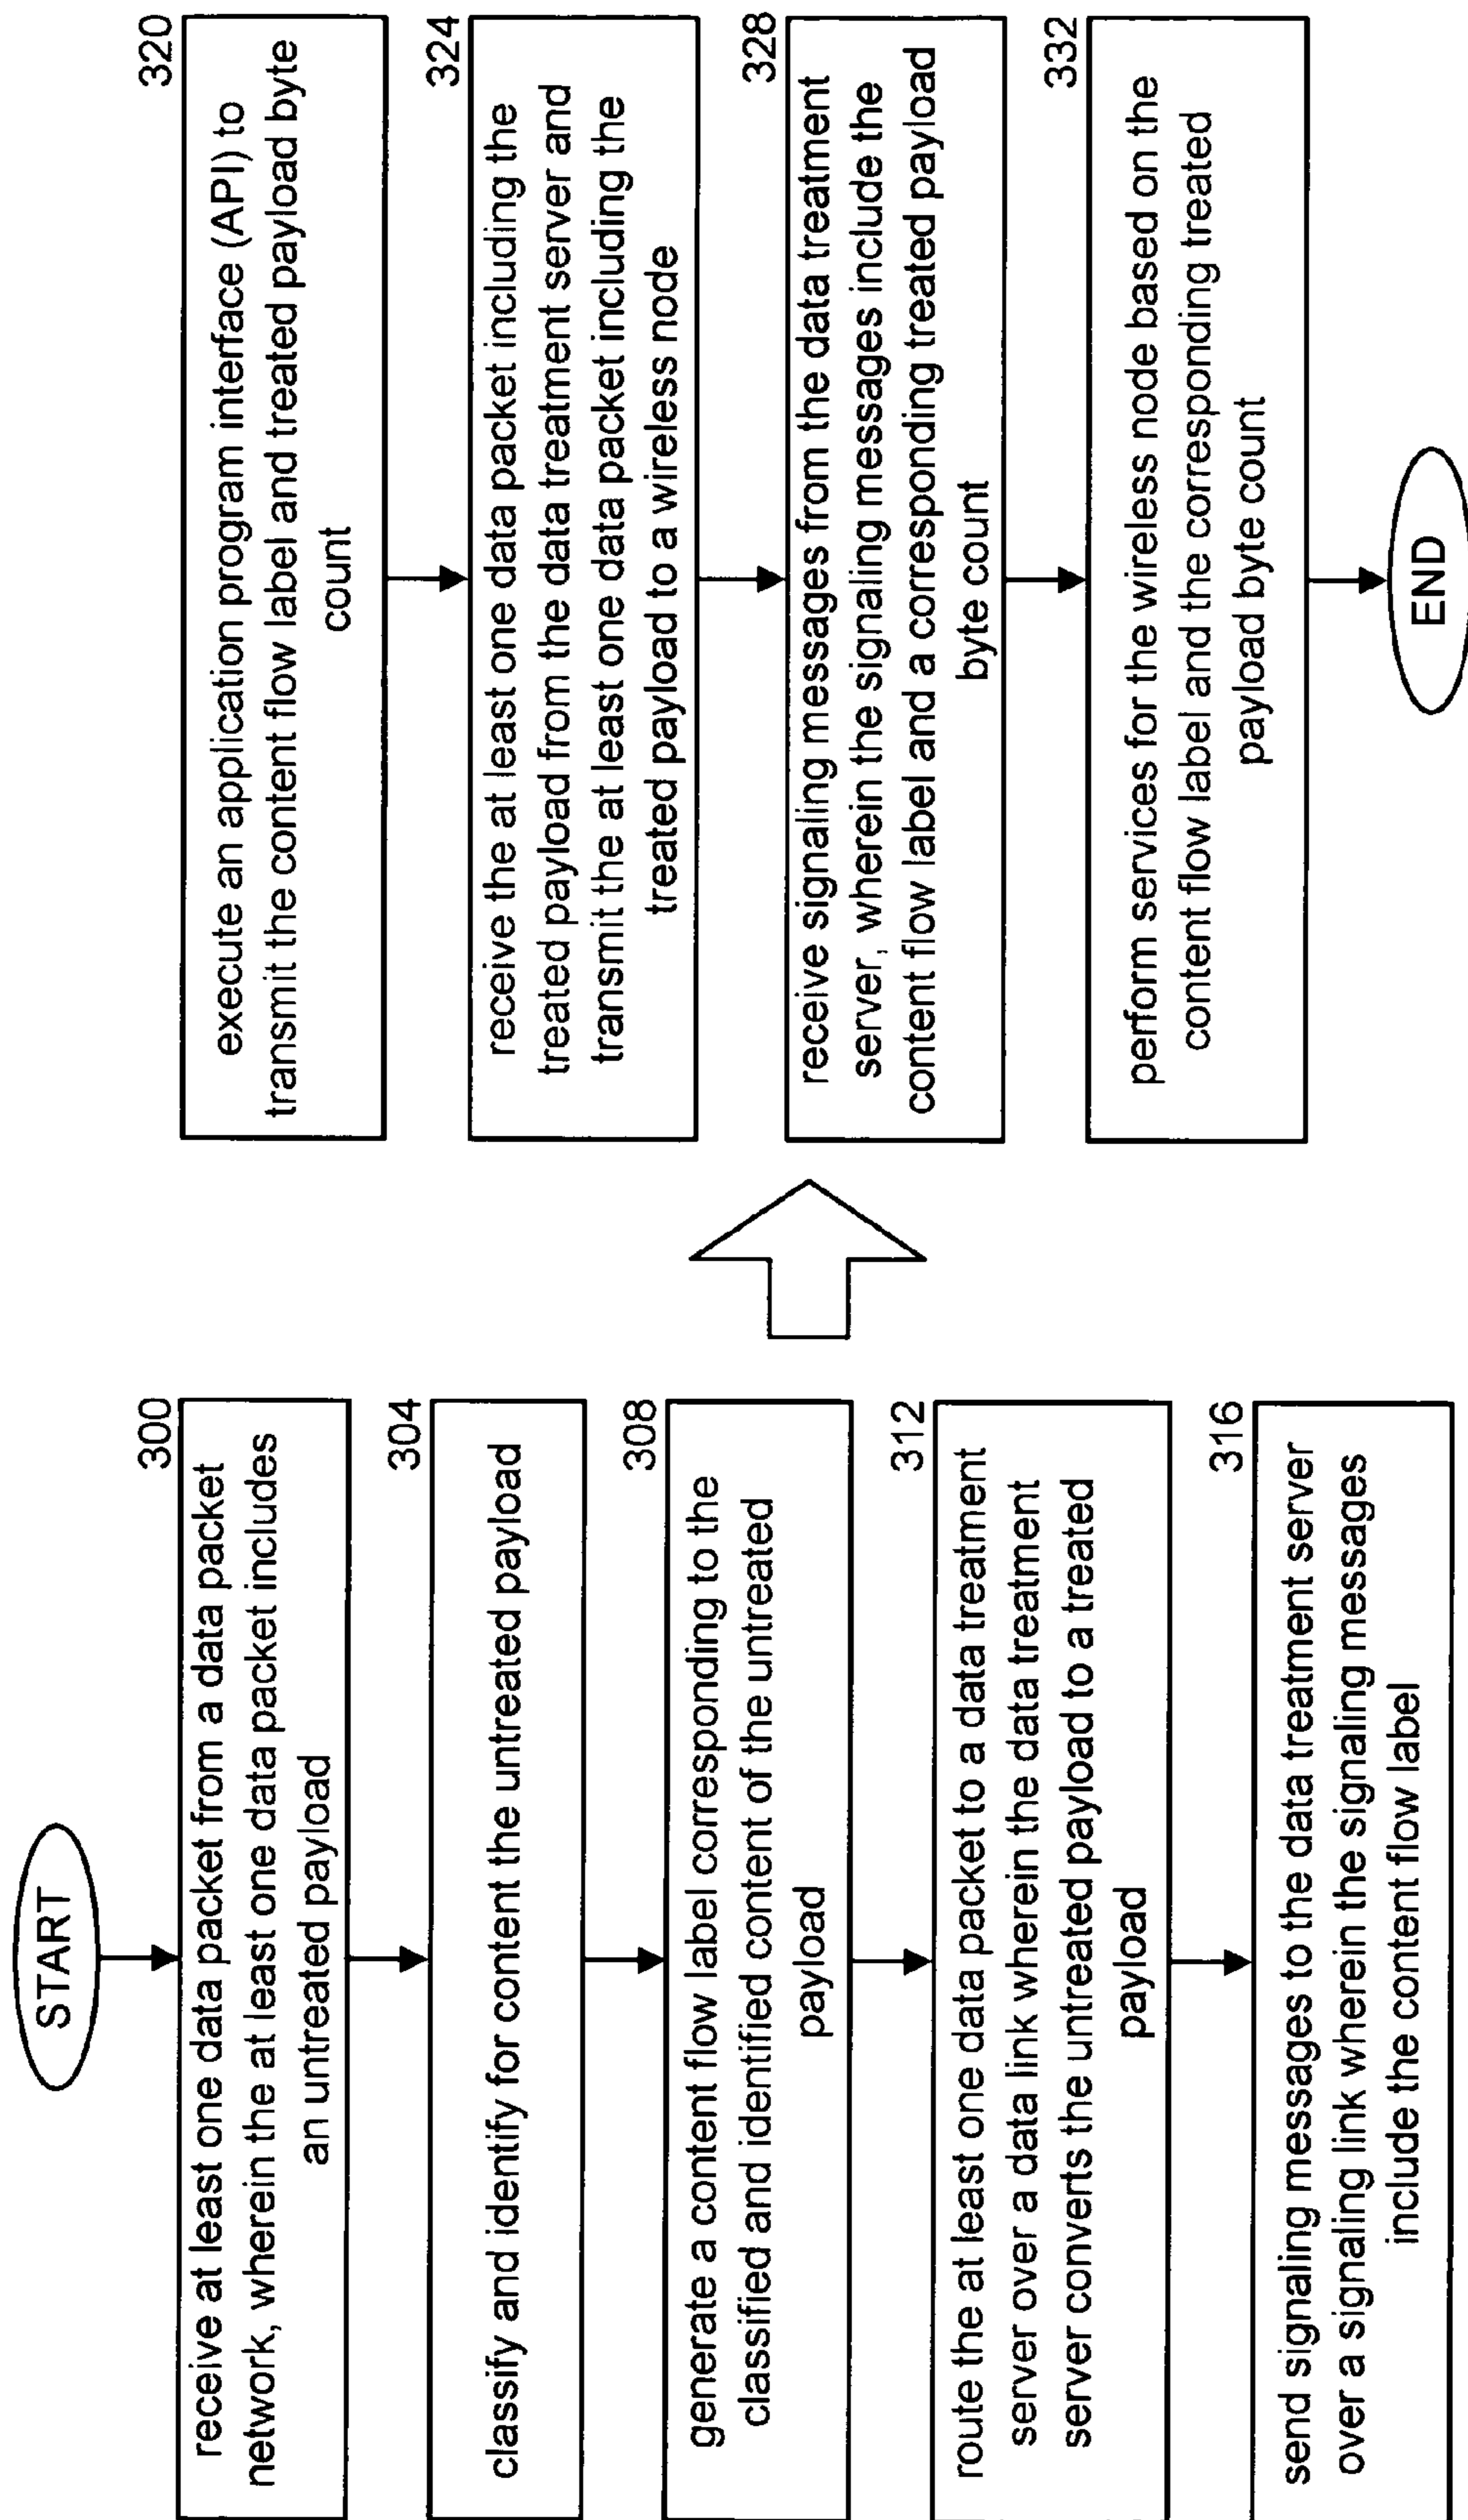 START
300
receive at least one data packet from a data packet
network, wherein the at least one data packet includes
an untreated payload
304
classify and identify for content the untreated payload
308
generate a content flow label corresponding to the
classified and identified content of the untreated
payload
312
route the at least one data packet to a data treatment
server over a data link wherein the data treatment
server converts the untreated payload to a treated
payload
316
send signaling messages to the data treatment server
over a signaling link wherein the signaling messages
include the content flow label
320
execute an application program interface (API) to
transmit the content flow label and treated payload byte
count
324
receive the at least one data packet including the
treated payload from the data treatment server and
transmit the at least one data packet including the
treated payload to a wireless node
328
receive signaling messages from the data treatment
server, wherein the signaling messages include the
content flow label and a corresponding treated payload
byte count
332
perform services for the wireless node based on the
content flow label and the corresponding treated
payload byte count
END